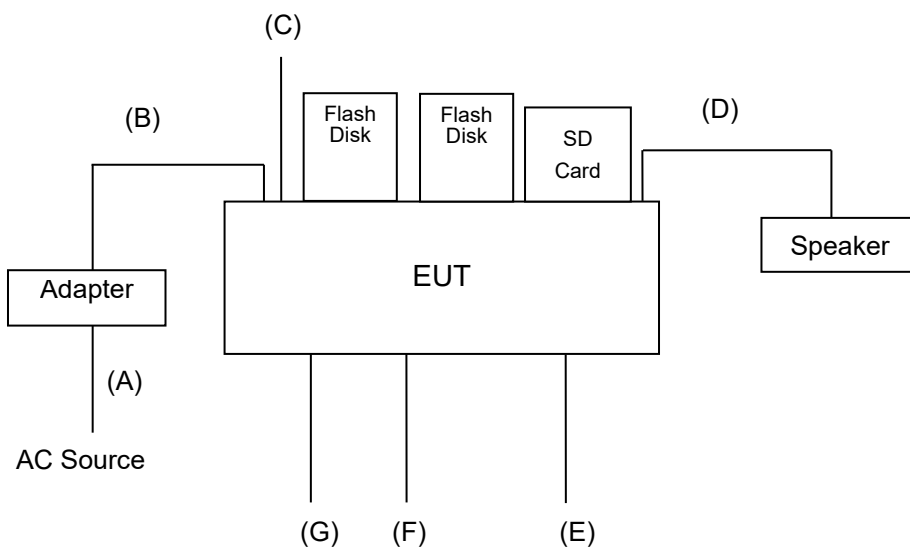 (C)
(B)
Flash
Disk
Flash
Disk
SD
Card
(D)
Speaker
EUT
Adapter
(A)
AC Source
(G)
(F)
(E)